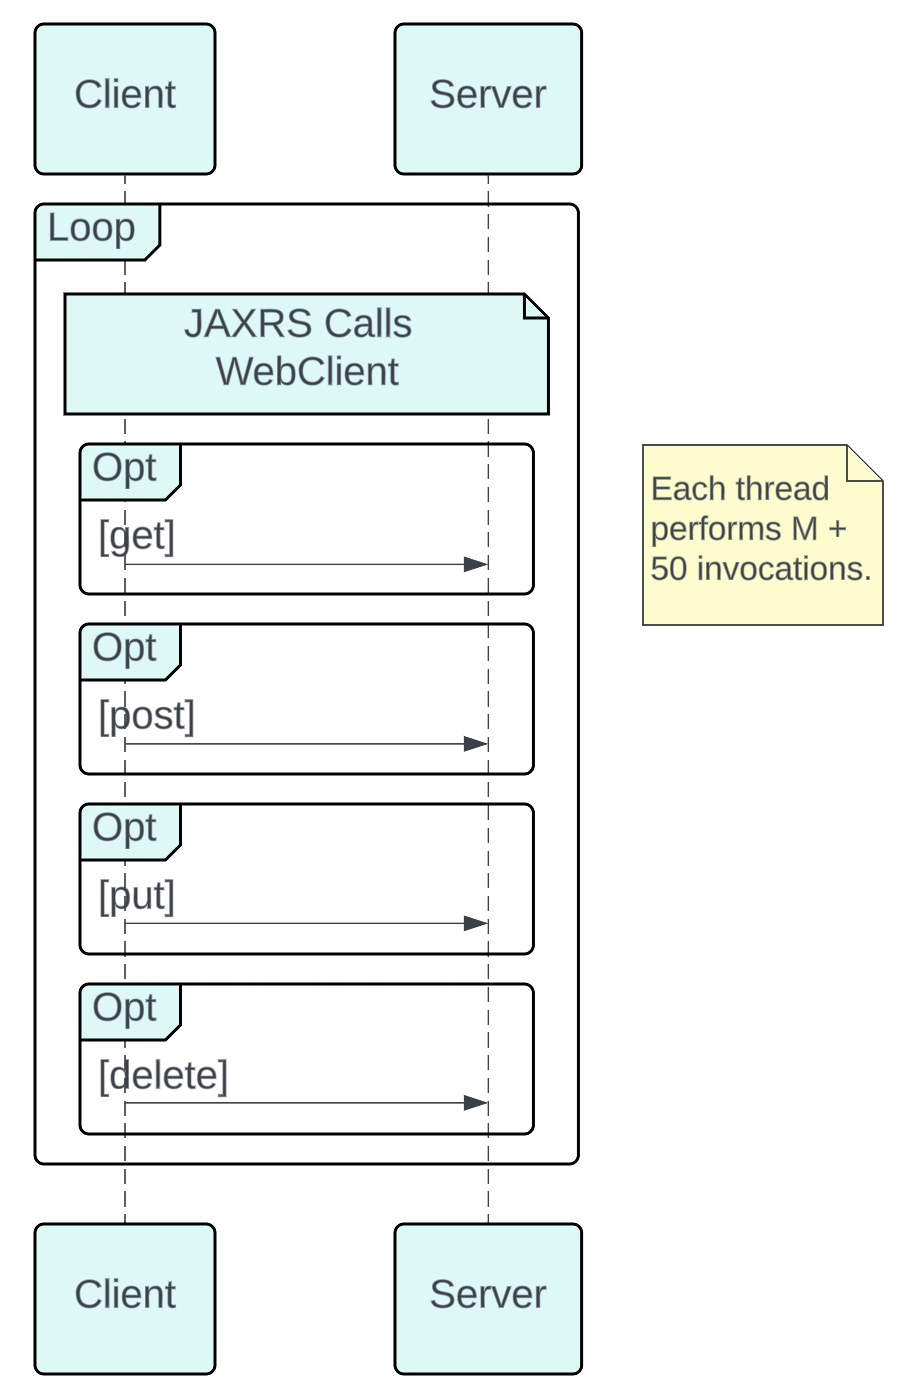 Client
Server
Loop
JAXRS Calls
WebClient
Opt
[get]
Each thread
performs M +
50 invocations.
Opt
[post]
Opt
[put]
Opt
[delete]
Client
Server